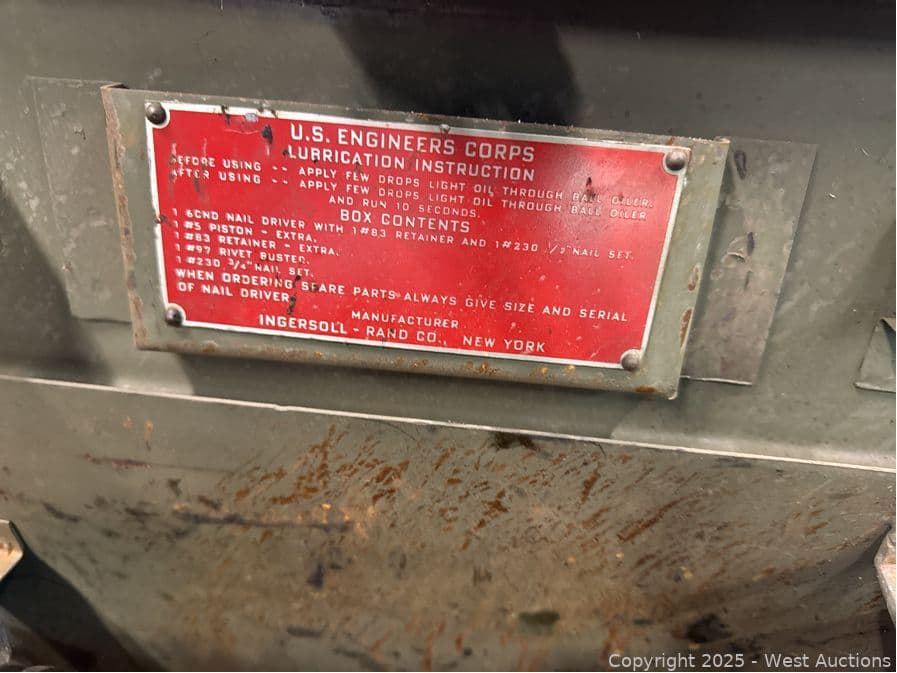 U.S. ENGINEERS CORPS
LUBRICATION INSTRUCTION
BEFORE USING -- APPLY FEW DROPS LIGHT OIL THROUGH BALL OILER.
AFTER USING -- APPLY FEW DROPS LIGHT OIL THROUGH BALL OILER
AND RUN 10 SECONDS.
BOX CONTENTS
1 6CND NAIL DRIVER WITH 1 #83 RETAINER AND 1 #230 1/2" NAIL SET.
1 #5 PISTON - EXTRA.
1 #83 RETAINER - EXTRA.
1 #97 RIVET BUSTER.
1 #230 3/4" NAIL SET.
WHEN ORDERING SPARE PARTS ALWAYS GIVE SIZE AND SERIAL
OF NAIL DRIVER.
MANUFACTURER
INGERSOLL - RAND CO., NEW YORK
Copyright 2025 - West Auctions